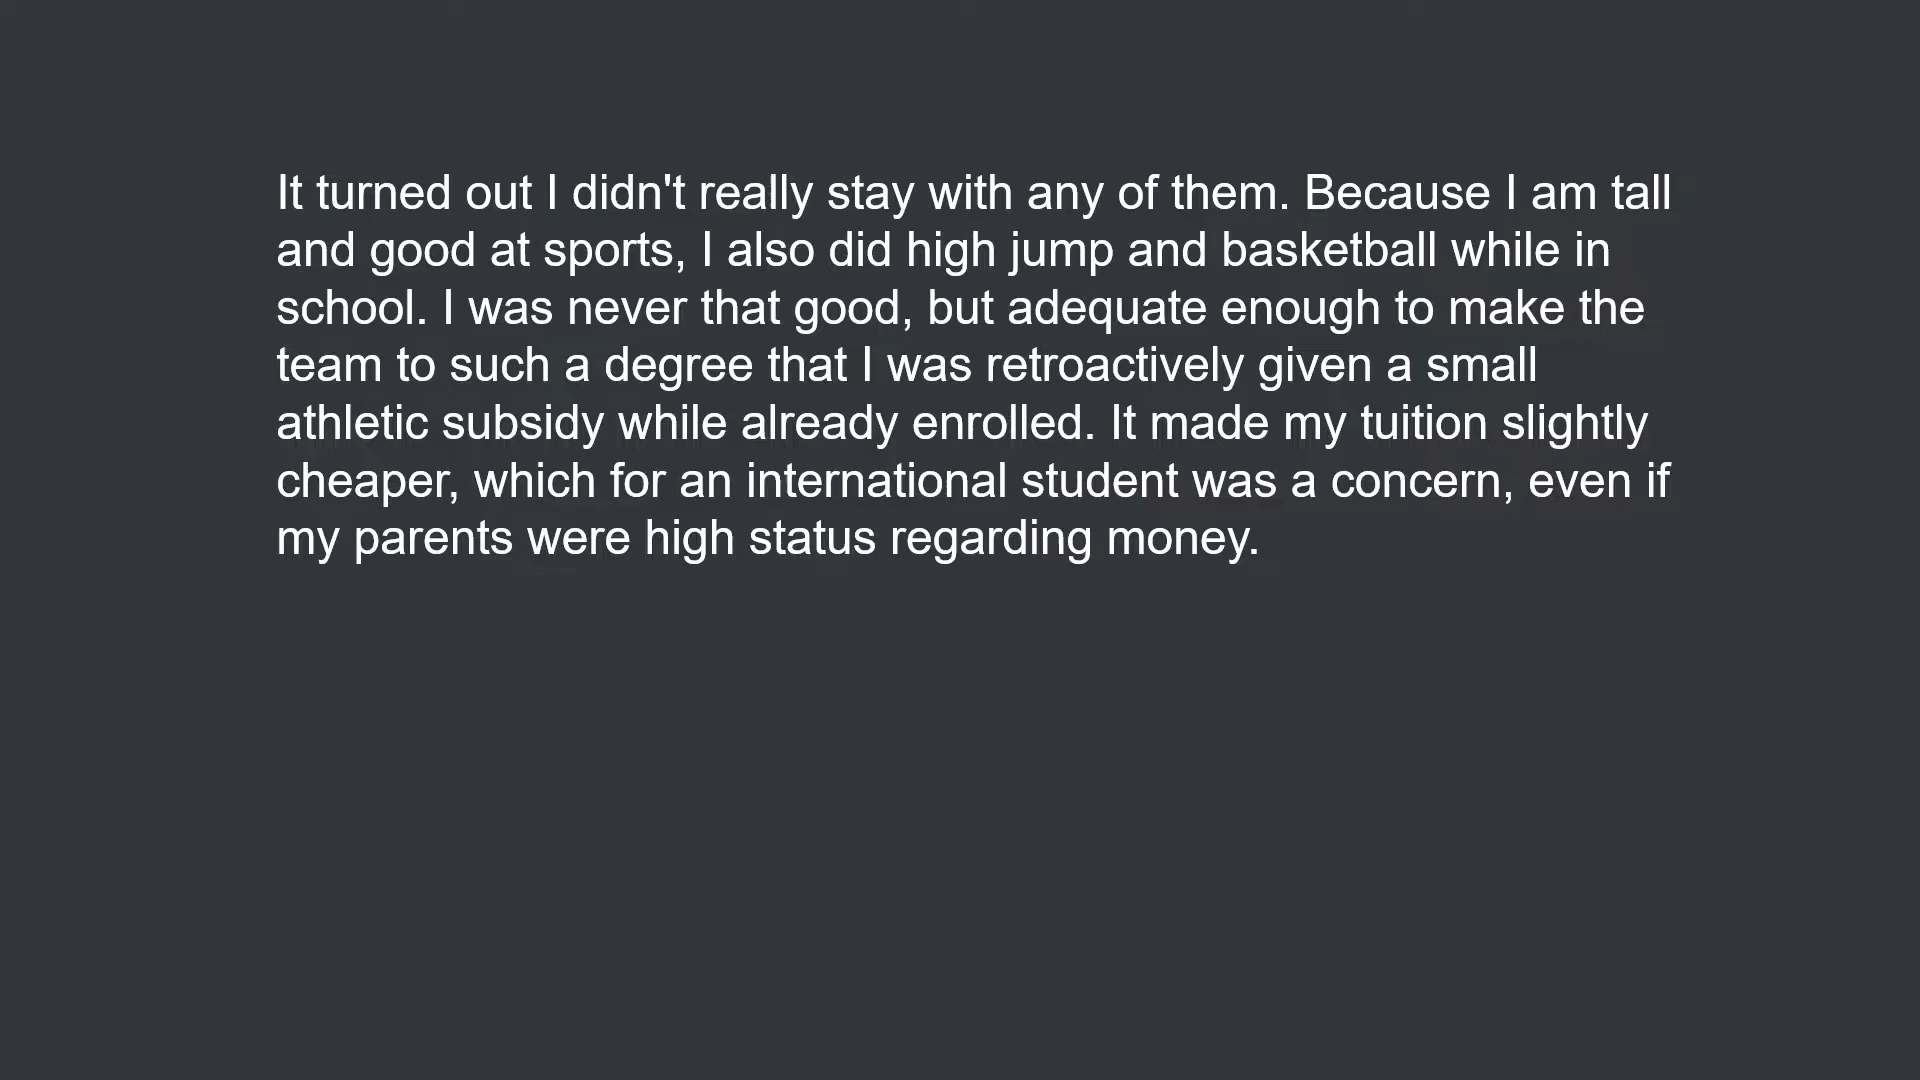 It turned out I didn't really stay with any of them. Because I am tall
and good at sports, I also did high jump and basketball while in
school. I was never that good, but adequate enough to make the
team to such a degree that I was retroactively given a small
athletic subsidy while already enrolled. It made my tuition slightly
cheaper, which for an international student was a concern, even if
my parents were high status regarding money.